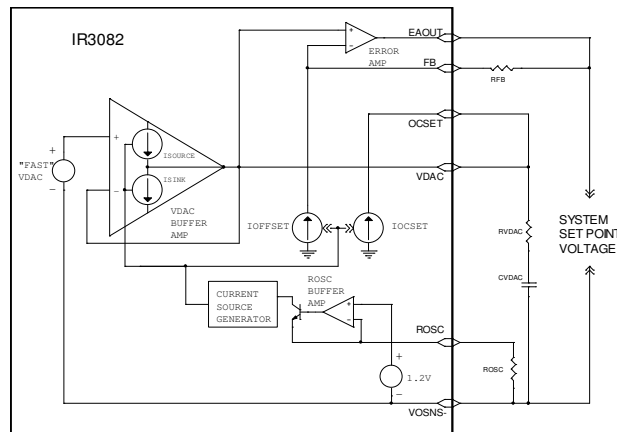 IR3082
EAOUT
ERROR
AMP
FB
RFB
OCSET
+
-
ISOURCE
ISINK
VDAC
BUFFER
AMP
+
"FAST"
VDAC
-
VDAC
IOFFSET
IOCSET
RVDAC
CVDAC
SYSTEM
SET POINT
VOLTAGE
CURRENT
SOURCE
GENERATOR
ROSC
BUFFER
AMP
+
-
ROSC
ROSC
+
1.2V
-
VOSNS-